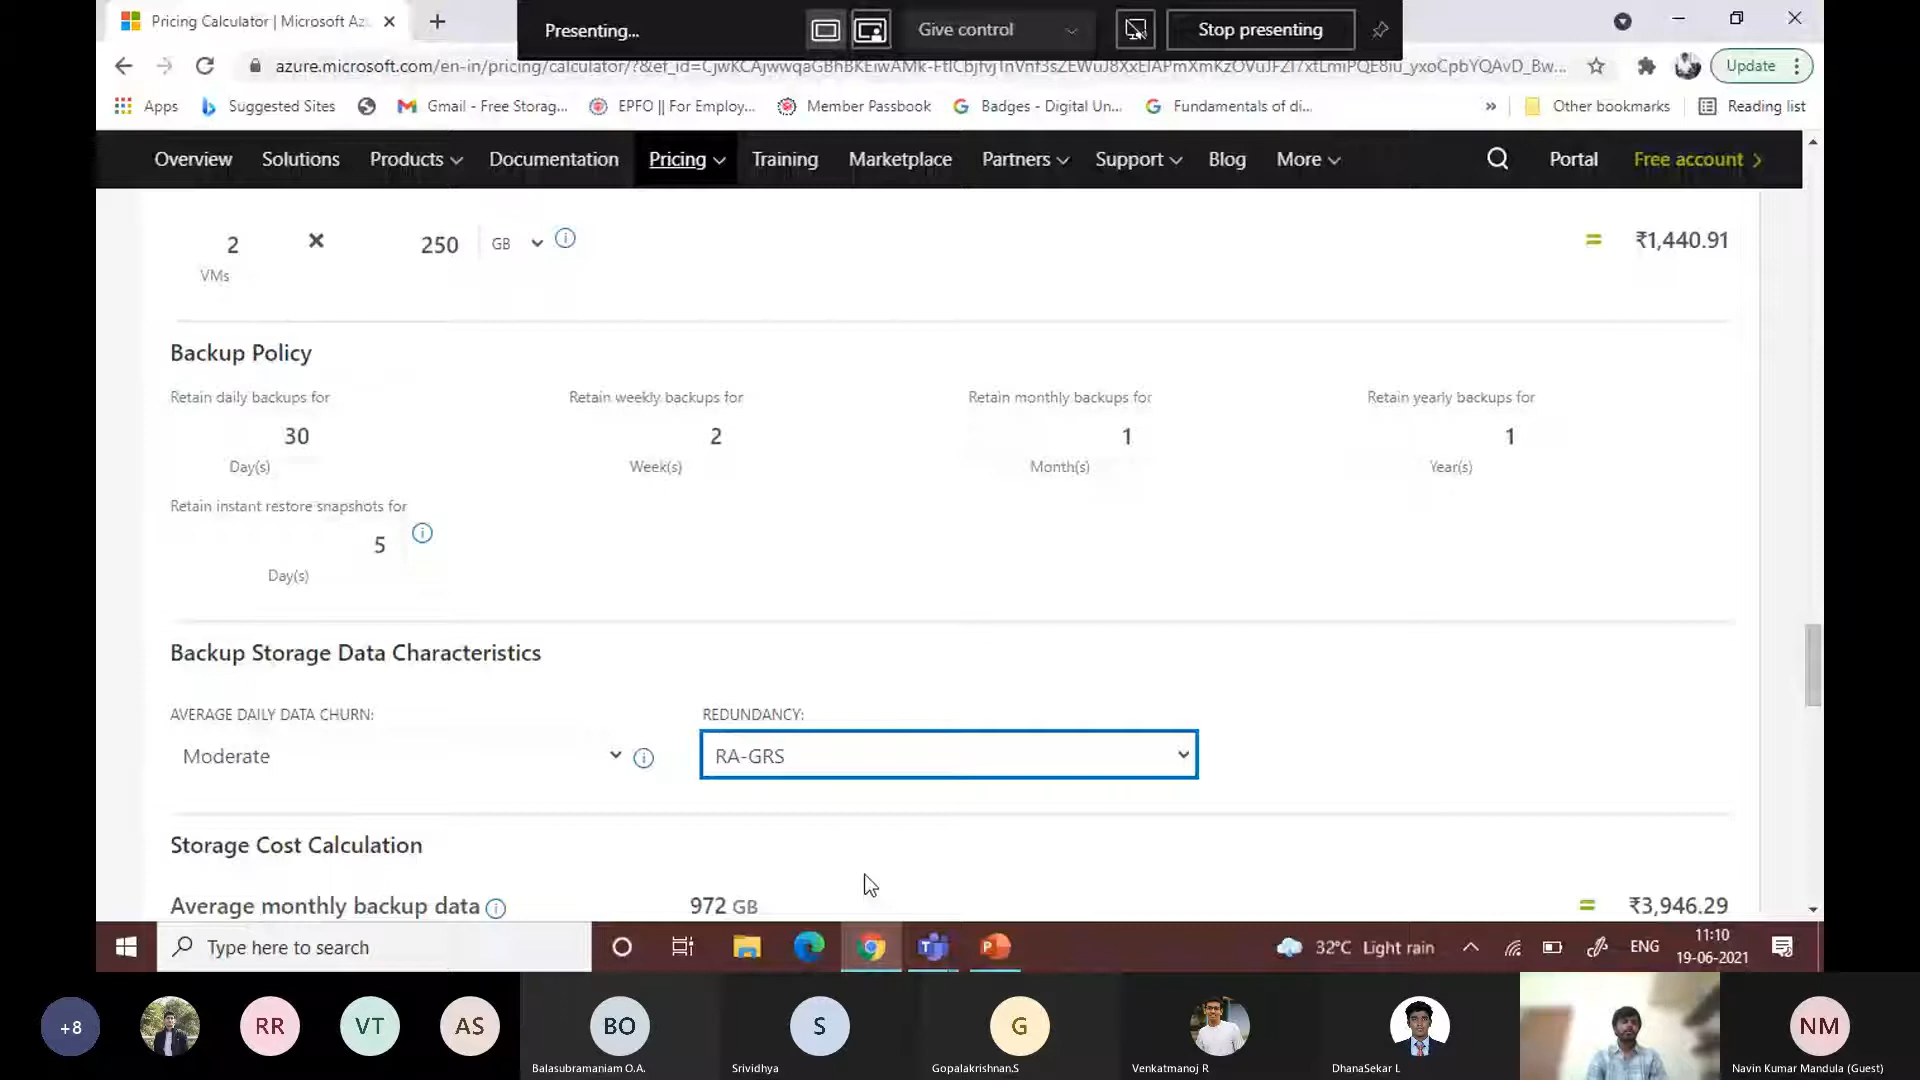 Pricing Calculator | Microsoft Az
Presenting...
Give control
Stop presenting
Update
Apps
Suggested Sites
Gmail - Free Storag...
EPFO || For Employ...
Member Passbook
Badges - Digital Un...
Fundamentals of di...
»
Other bookmarks
Reading list
Overview
Solutions
Products
Documentation
Pricing
Training
Marketplace
Partners
Support
Blog
More
Portal
Free account
2
×
250
GB
= ₹1,440.91
VMs
Backup Policy
Retain daily backups for
Retain weekly backups for
Retain monthly backups for
Retain yearly backups for
30
2
1
1
Day(s)
Week(s)
Month(s)
Year(s)
Retain instant restore snapshots for
5
Day(s)
Backup Storage Data Characteristics
AVERAGE DAILY DATA CHURN:
REDUNDANCY:
Moderate
RA-GRS
Storage Cost Calculation
Average monthly backup data
972 GB
= ₹3,946.29
Type here to search
32°C Light rain
ENG
11:10
19-06-2021
+8
RR
VT
AS
BO
S
G
NM
Balasubramaniam O.A.
Srividhya
Gopalakrishnan.S
Venkatmanoj R
DhanaSekar L
Navin Kumar Mandula (Guest)